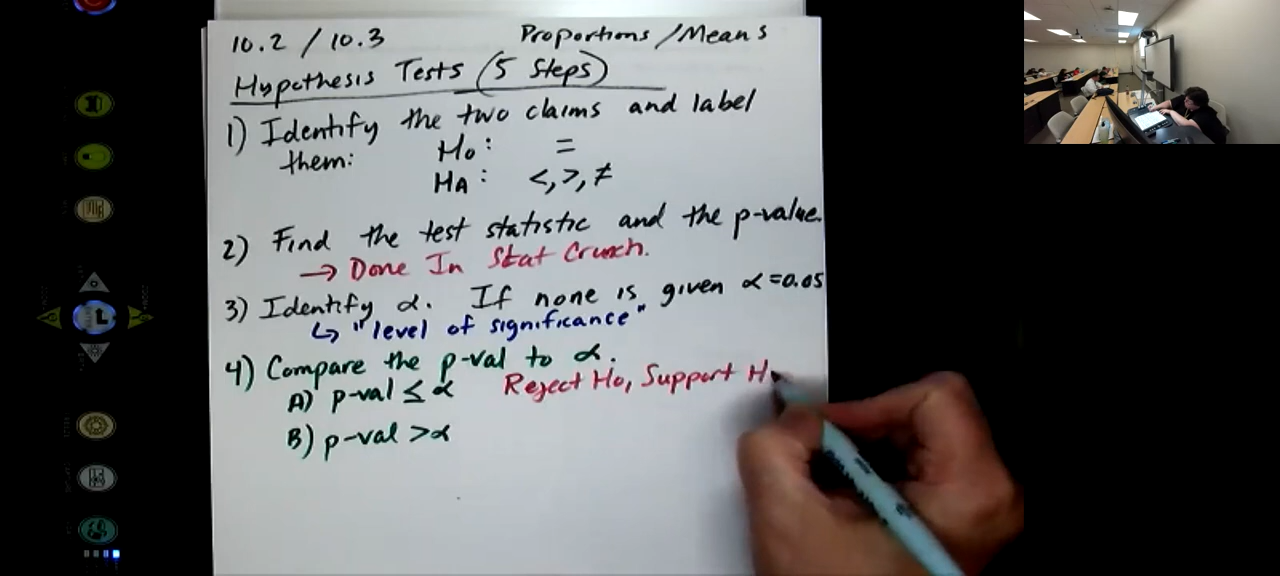 10.2 / 10.3 Proportions/Means
Hypothesis Tests (5 Steps)
1) Identify the two claims and label
them: Ho: =
HA: <, >, ≠
2) Find the test statistic and the p-value.
→ Done In Stat Crunch.
3) Identify α. If none is given α=0.05
↳ "level of significance"
4) Compare the p-val to α.
A) p-val ≤ α Reject Ho, Support H
B) p-val > α